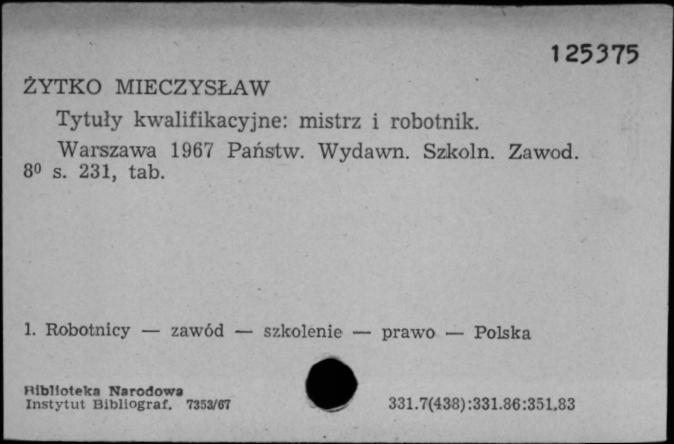 125375
ŻYTKO MIECZYSŁAW
Tytuły kwalifikacyjne: mistrz i robotnik.
Warszawa 1967 Państw. Wydawn. Szkoln. Zawod.
8⁰ s. 231, tab.
1. Robotnicy — zawód — szkolenie — prawo — Polska
Biblioteka Narodowa
Instytut Bibliograf. 7353/67
331.7(438):331.86:351.83